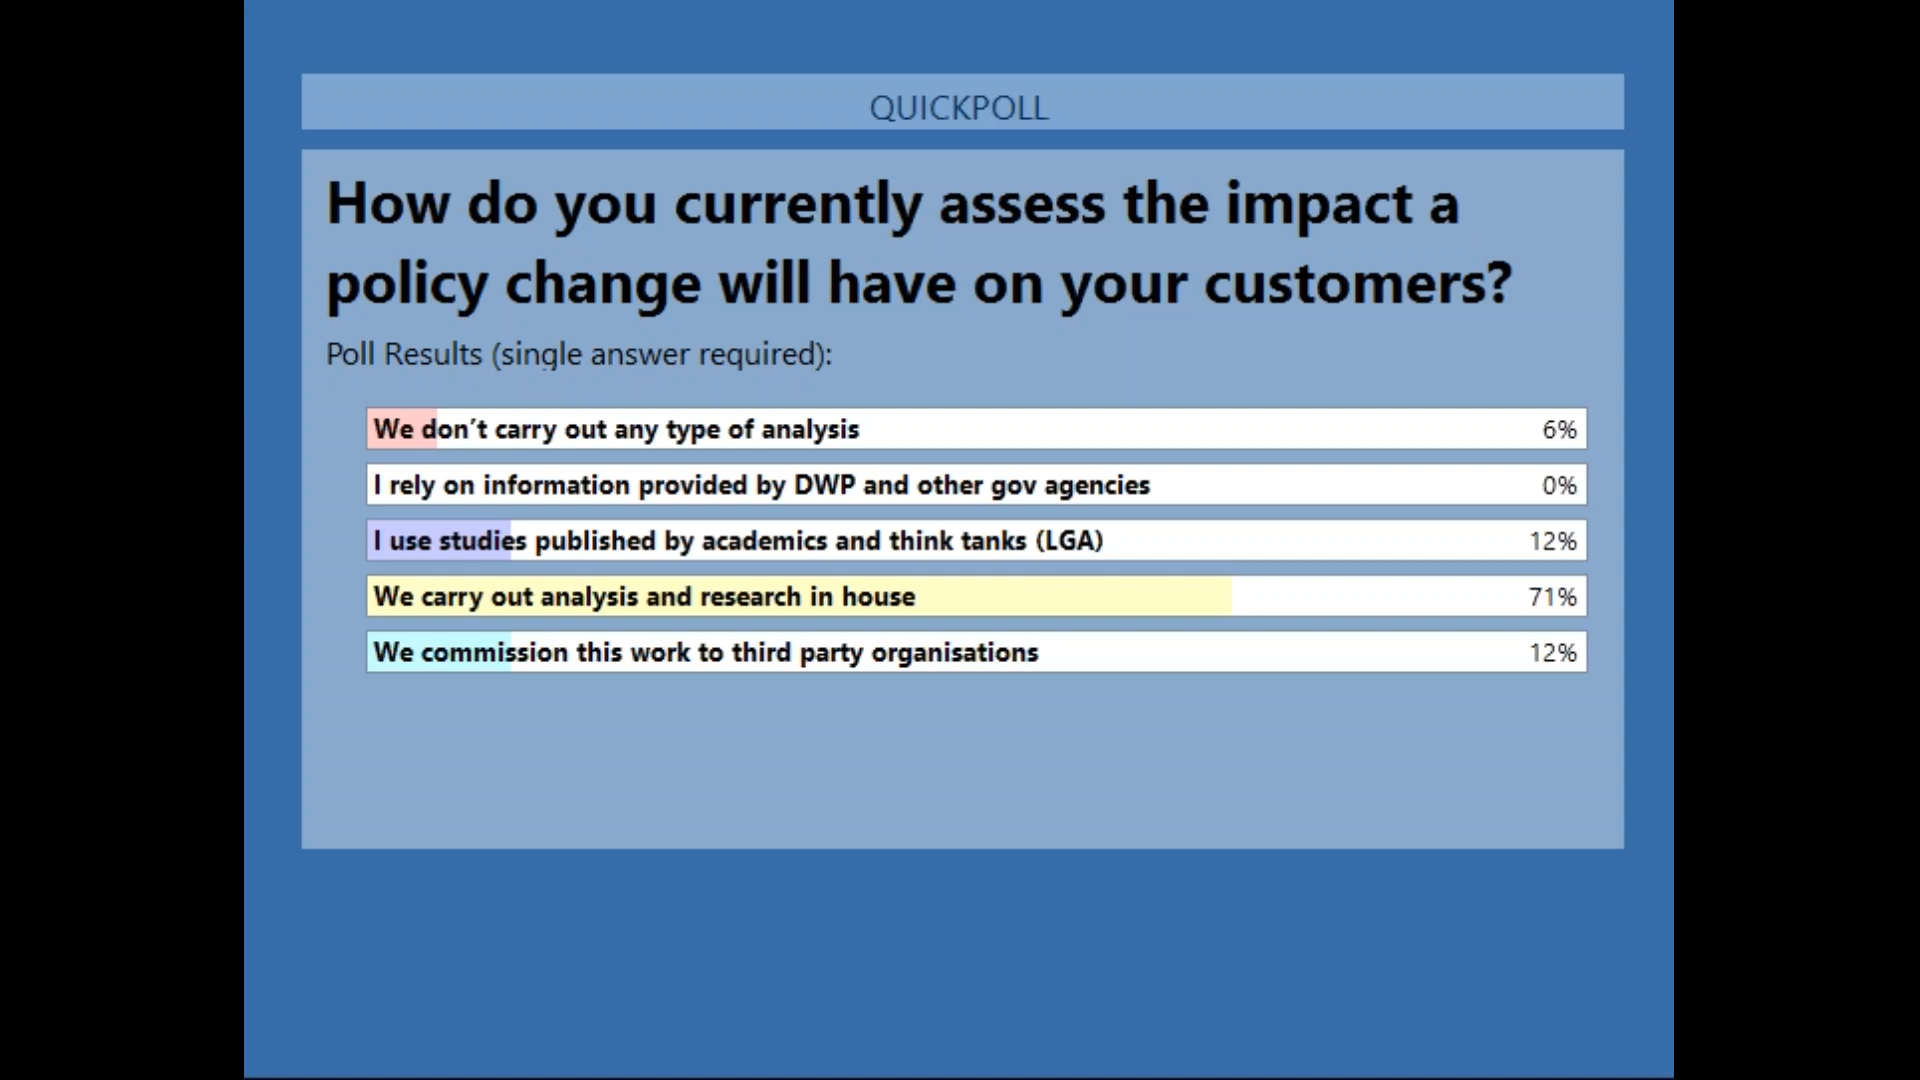 QUICKPOLL
How do you currently assess the impact a
policy change will have on your customers?
Poll Results (single answer required):
We don’t carry out any type of analysis 6%
I rely on information provided by DWP and other gov agencies 0%
I use studies published by academics and think tanks (LGA) 12%
We carry out analysis and research in house 71%
We commission this work to third party organisations 12%